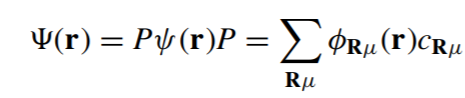 Ψ(𝐫) = Pψ(𝐫)P = ∑_{𝐑μ} ϕ_{𝐑μ}(𝐫)c_{𝐑μ}